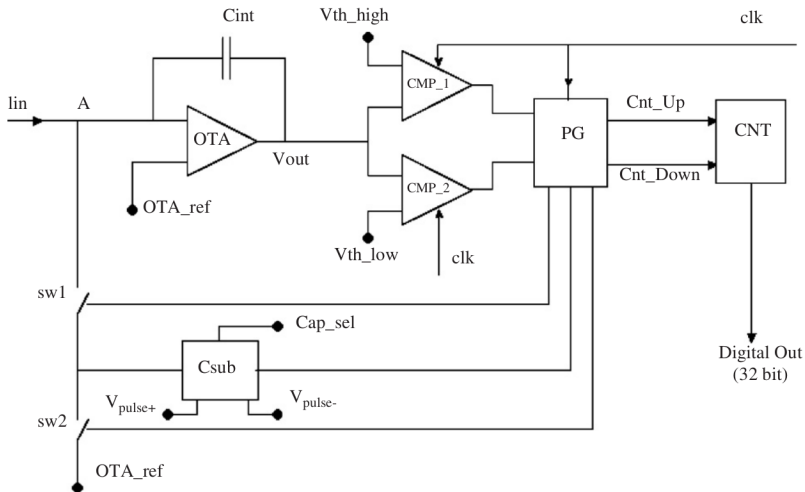 Cint
Vth_high
clk
Iin
A
CMP_1
OTA
Vout
PG
Cnt_Up
CNT
Cnt_Down
CMP_2
OTA_ref
Vth_low
clk
sw1
Cap_sel
Csub
Digital Out
(32 bit)
Vpulse+
Vpulse-
sw2
OTA_ref